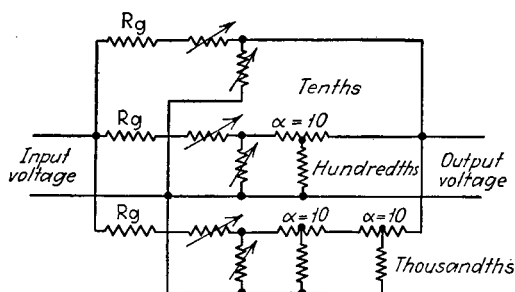 Rg
Tenths
Rg
α=10
Input voltage
Hundredths
Output voltage
Rg
α=10
α=10
Thousandths